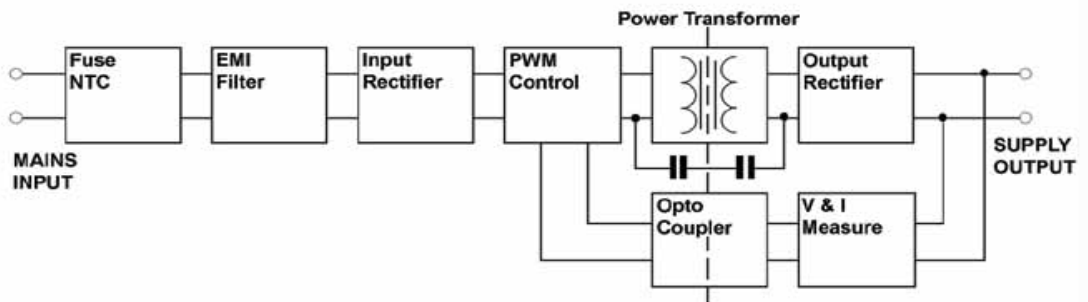 Power Transformer
Fuse
NTC
EMI
Filter
Input
Rectifier
PWM
Control
Output
Rectifier
MAINS
INPUT
SUPPLY
OUTPUT
Opto
Coupler
V & I
Measure